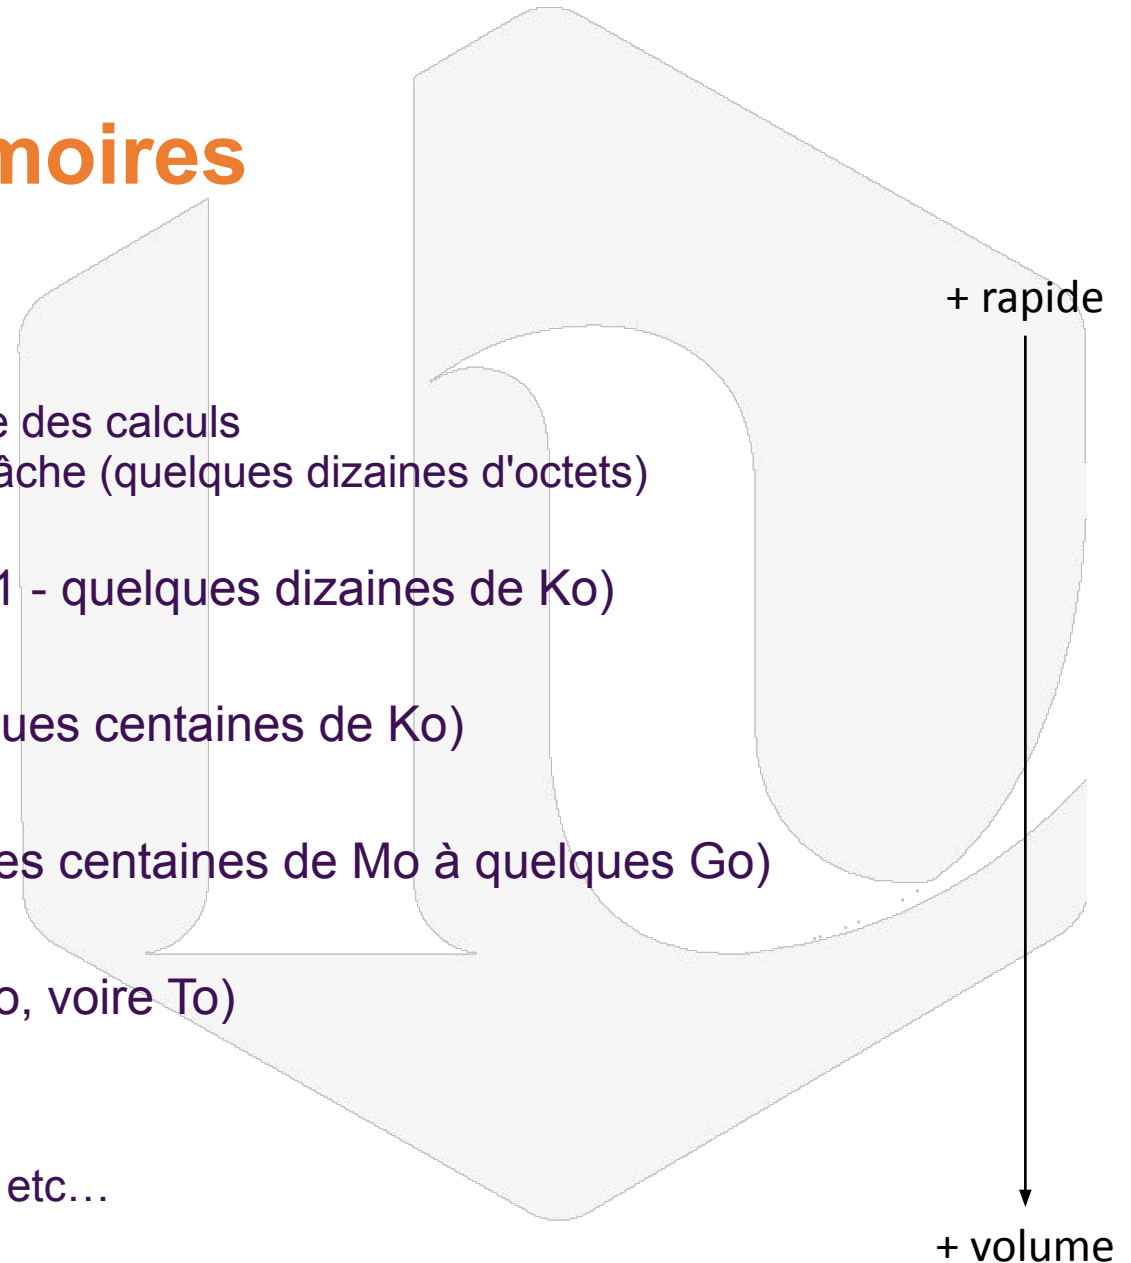 moires
+ rapide
e des calculs
âche (quelques dizaines d'octets)
1 - quelques dizaines de Ko)
ues centaines de Ko)
es centaines de Mo à quelques Go)
o, voire To)
etc…
+ volume